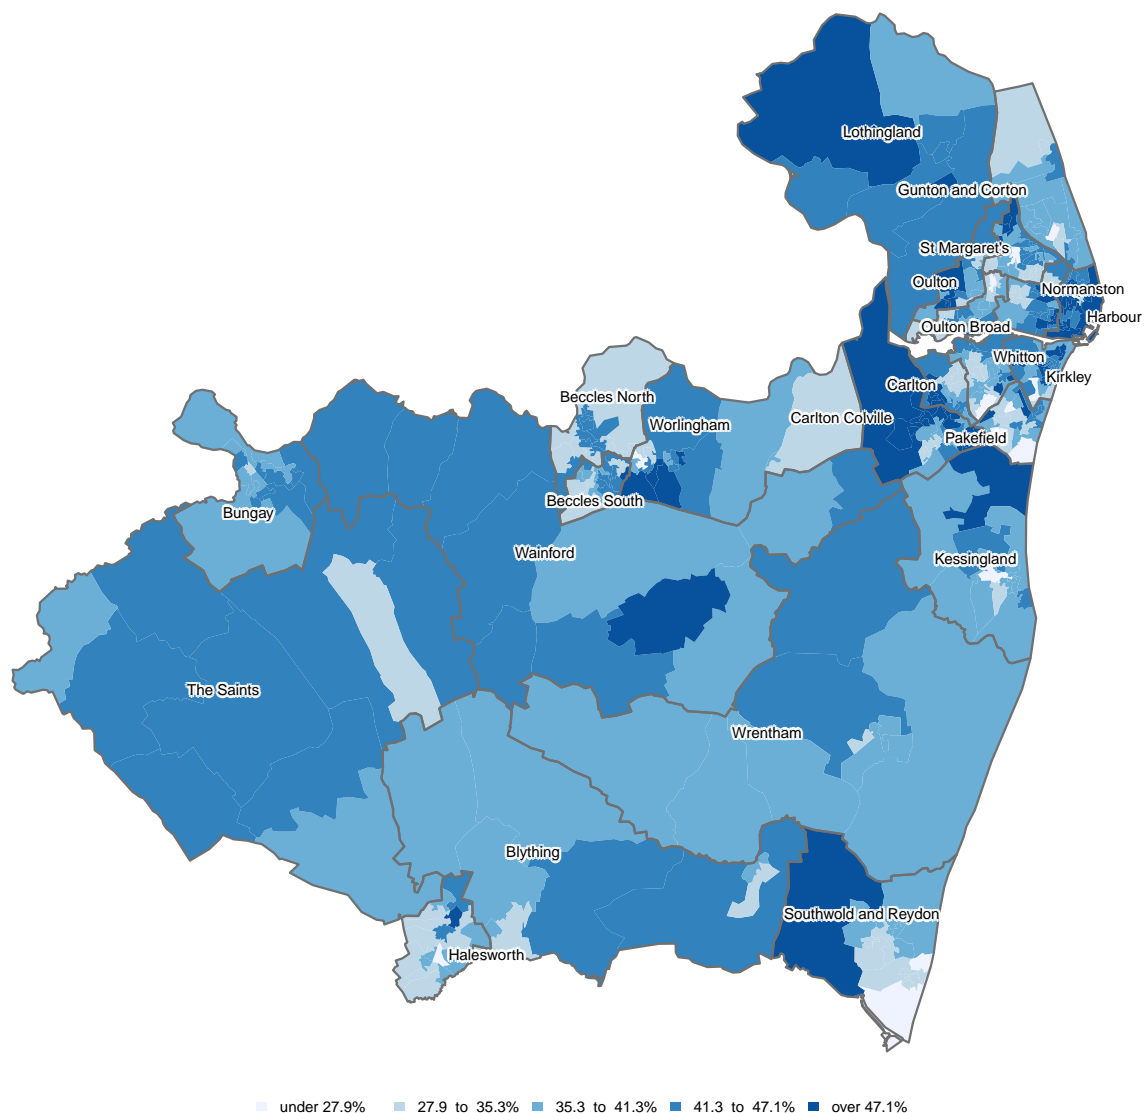 Lothingland
Gunton and Corton
St Margaret's
Oulton
Normanston
Harbour
Oulton Broad
Whitton
Kirkley
Carlton
Beccles North
Carlton Colville
Worlingham
Pakefield
Beccles South
Bungay
Wainford
Kessingland
The Saints
Wrentham
Blything
Southwold and Reydon
Halesworth
under 27.9% 27.9 to 35.3% 35.3 to 41.3% 41.3 to 47.1% over 47.1%